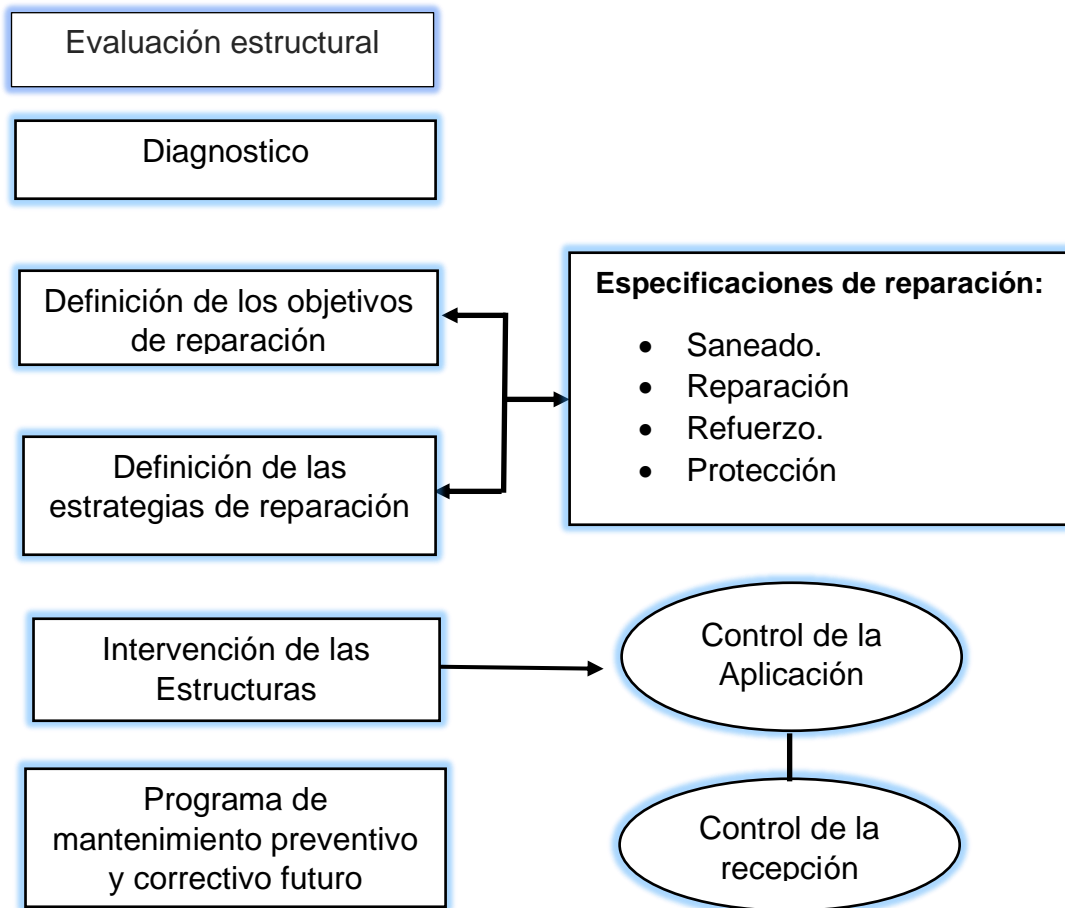 Evaluación estructural
Diagnostico
Definición de los objetivos
de reparación
Especificaciones de reparación:
• Saneado.
• Reparación
• Refuerzo.
• Protección
Definición de las
estrategias de reparación
Intervención de las
Estructuras
Control de la
Aplicación
Programa de
mantenimiento preventivo
y correctivo futuro
Control de la
recepción